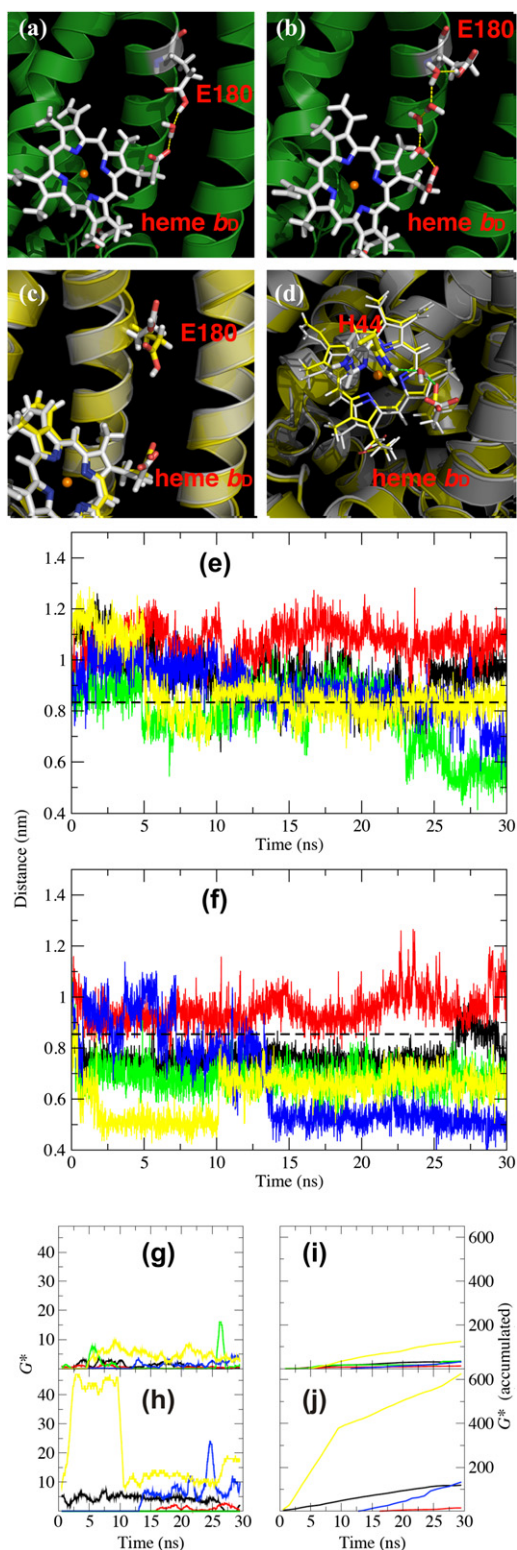 (a)
E180
heme bD
(b)
E180
heme bD
(c)
E180
heme bD
(d)
H44
heme bD
(e)
1.4
1.2
1
0.8
0.6
0.4
0 5 10 15 20 25 30
Time (ns)
Distance (nm)
(f)
1.4
1.2
1
0.8
0.6
0.4
0 5 10 15 20 25 30
Time (ns)
(g)
40
30
20
10
G*
(i)
600
400
200
G* (accumulated)
(h)
40
30
20
10
0 5 10 15 20 25 30
Time (ns)
(j)
600
400
200
0 5 10 15 20 25 30
Time (ns)